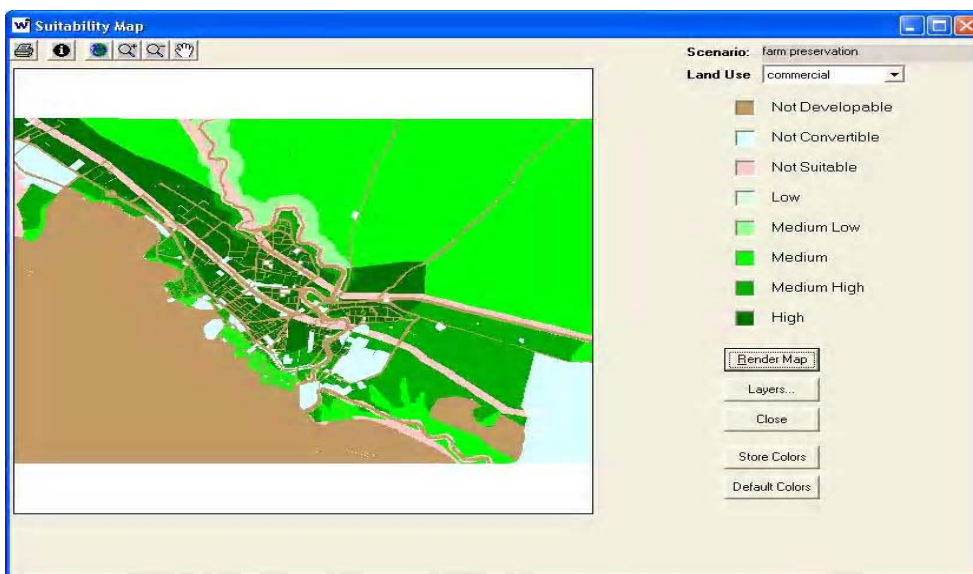 Suitability Map
Scenario: farm preservation
Land Use commercial
Not Developable
Not Convertible
Not Suitable
Low
Medium Low
Medium
Medium High
High
Render Map
Layers...
Close
Store Colors
Default Colors